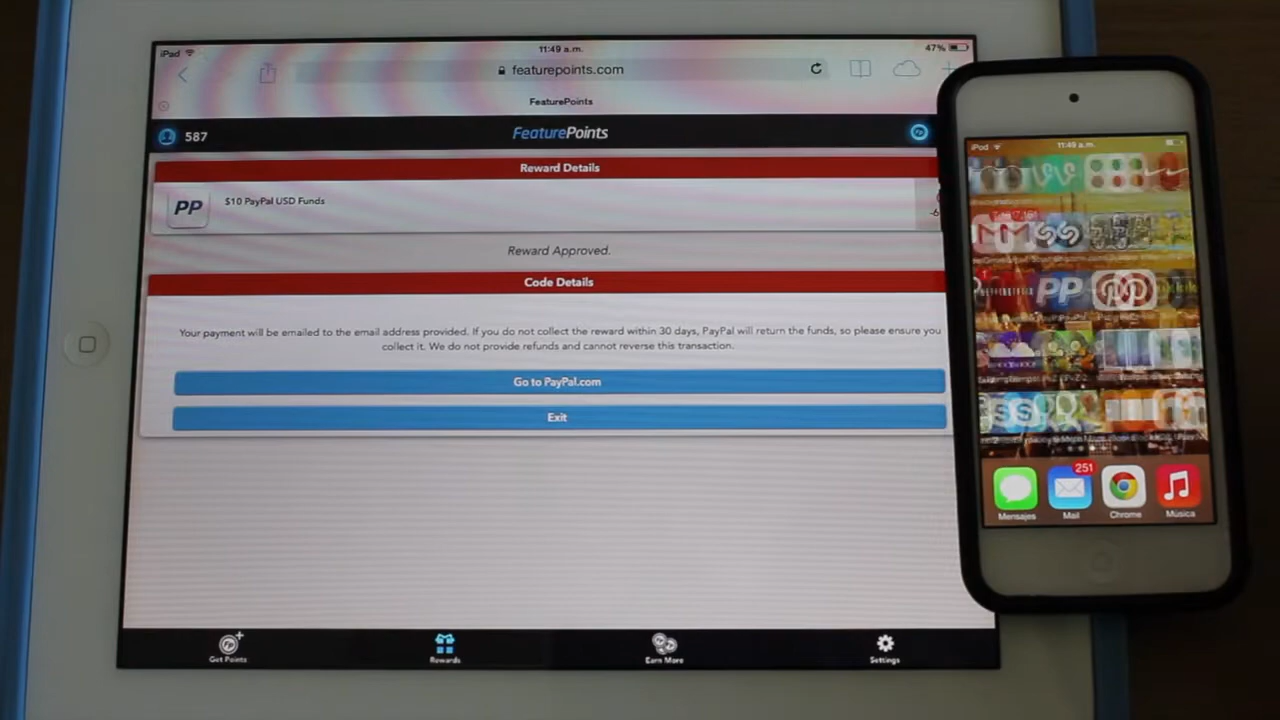 iPad
11:49 a.m.
47%
featurepoints.com
FeaturePoints
587
FeaturePoints
Reward Details
PP
$10 PayPal USD Funds
-6
Reward Approved.
Code Details
Your payment will be emailed to the email address provided. If you do not collect the reward within 30 days, PayPal will return the funds, so please ensure you
collect it. We do not provide refunds and cannot reverse this transaction.
Go to PayPal.com
Exit
Get Points
Rewards
Earn More
Settings
iPod
11:49 a.m.
PP
251
Mensajes
Mail
Chrome
Música